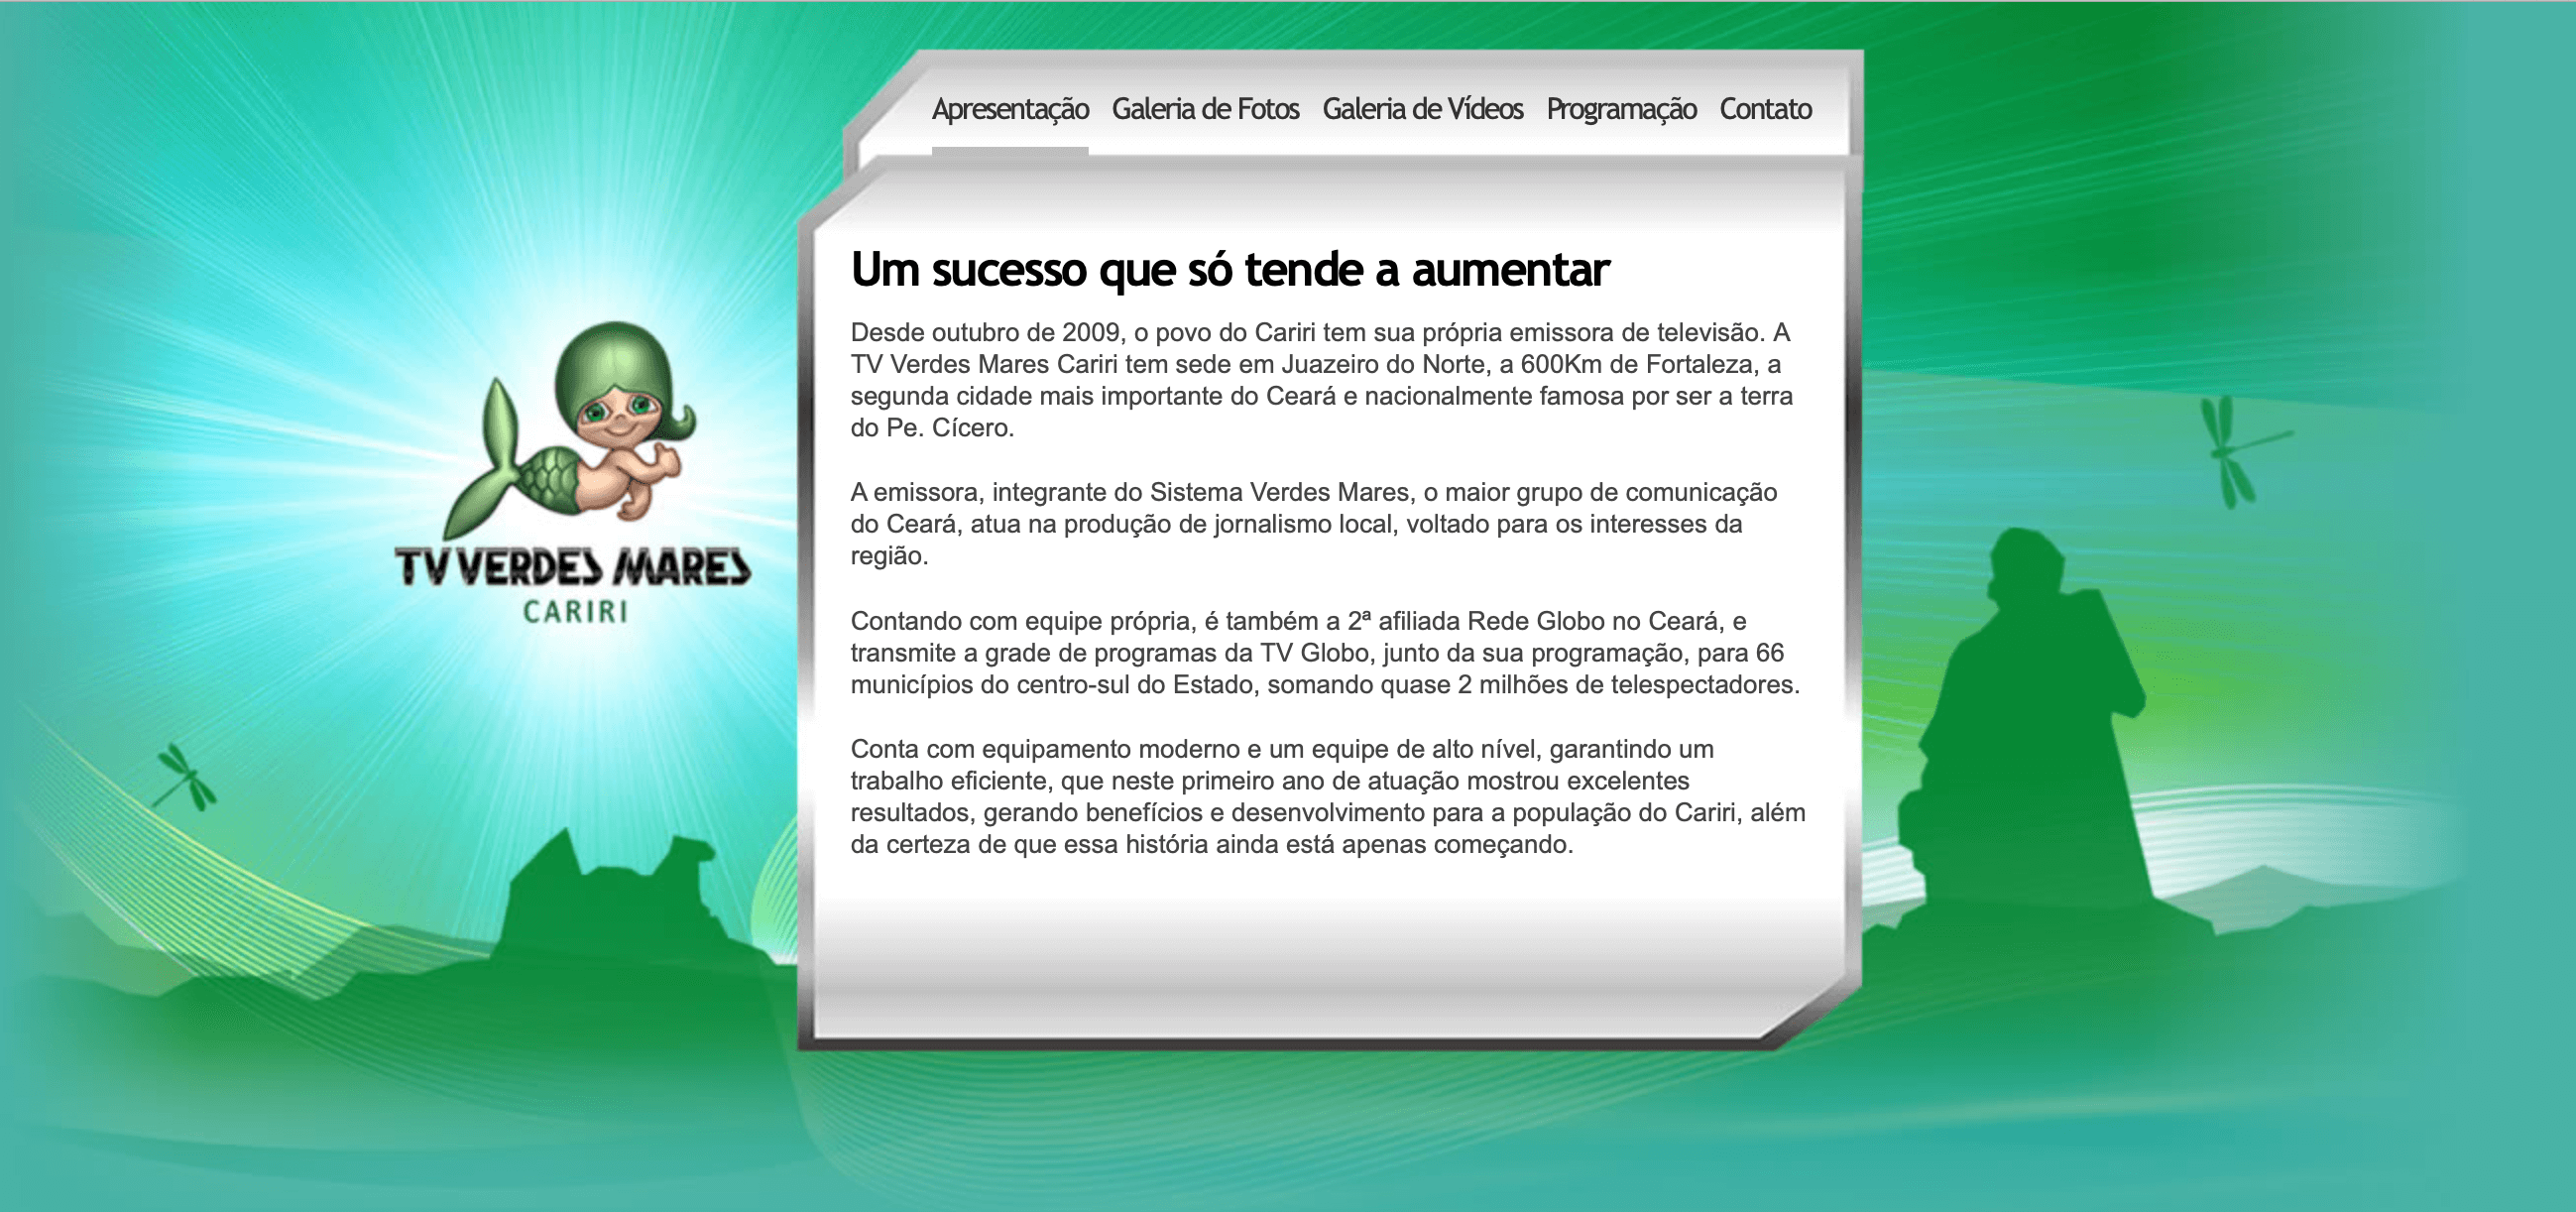 Apresentação Galeria de Fotos Galeria de Vídeos Programação Contato
Um sucesso que só tende a aumentar
Desde outubro de 2009, o povo do Cariri tem sua própria emissora de televisão. A
TV Verdes Mares Cariri tem sede em Juazeiro do Norte, a 600Km de Fortaleza, a
segunda cidade mais importante do Ceará e nacionalmente famosa por ser a terra
do Pe. Cícero.
A emissora, integrante do Sistema Verdes Mares, o maior grupo de comunicação
do Ceará, atua na produção de jornalismo local, voltado para os interesses da
região.
Contando com equipe própria, é também a 2ª afiliada Rede Globo no Ceará, e
transmite a grade de programas da TV Globo, junto da sua programação, para 66
municípios do centro-sul do Estado, somando quase 2 milhões de telespectadores.
Conta com equipamento moderno e um equipe de alto nível, garantindo um
trabalho eficiente, que neste primeiro ano de atuação mostrou excelentes
resultados, gerando benefícios e desenvolvimento para a população do Cariri, além
da certeza de que essa história ainda está apenas começando.
TV VERDES MARES
CARIRI